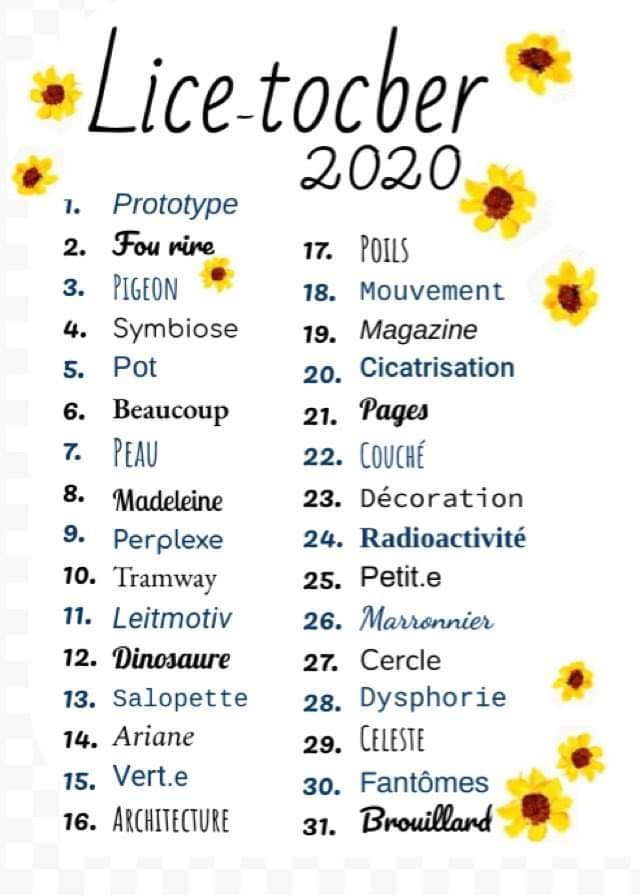 Lice-tocber
2020
1. Prototype
2. Fou rire
3. PIGEON
4. Symbiose
5. Pot
6. Beaucoup
7. PEAU
8. Madeleine
9. Perplexe
10. Tramway
11. Leitmotiv
12. Dinosaure
13. Salopette
14. Ariane
15. Vert.e
16. ARCHITECTURE
17. POILS
18. Mouvement
19. Magazine
20. Cicatrisation
21. Pages
22. COUCHÉ
23. Décoration
24. Radioactivité
25. Petit.e
26. Marronnier
27. Cercle
28. Dysphorie
29. CELESTE
30. Fantômes
31. Brouillard